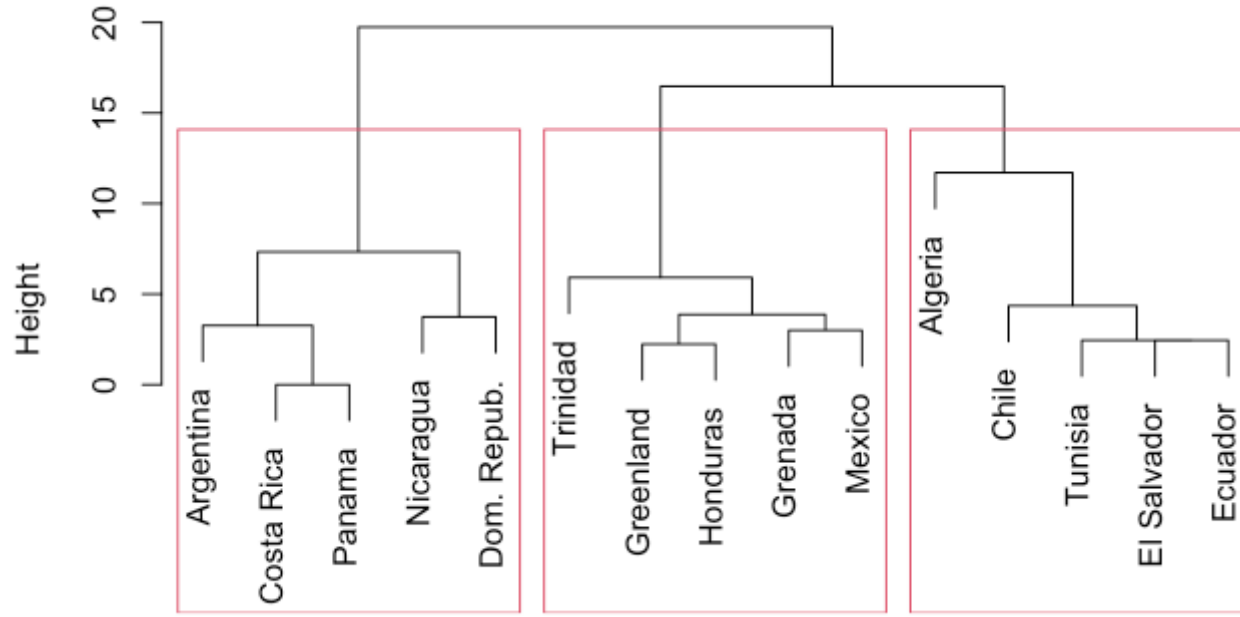 20
15
10
5
0
Height
Argentina
Costa Rica
Panama
Nicaragua
Dom. Repub.
Trinidad
Greenland
Honduras
Grenada
Mexico
Algeria
Chile
Tunisia
El Salvador
Ecuador